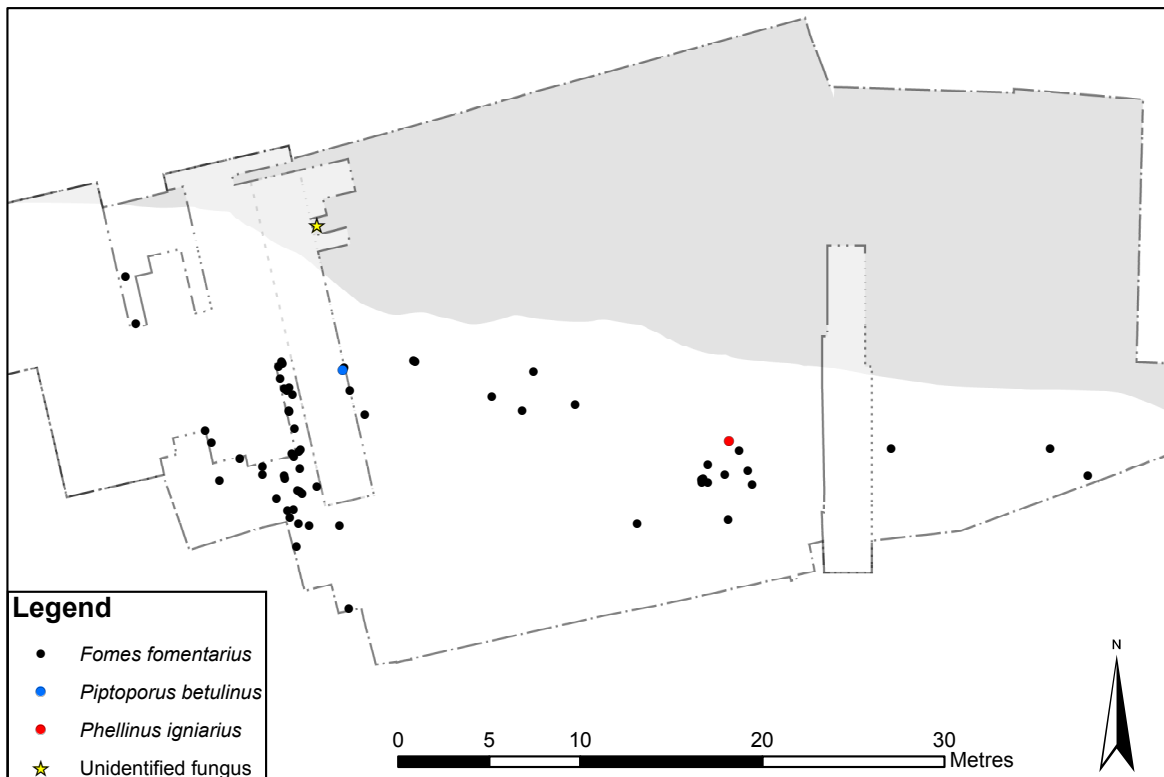 N
Legend
Fomes fomentarius
Piptoporus betulinus
Phellinus igniarius
Unidentified fungus
0 5 10 20 30
Metres